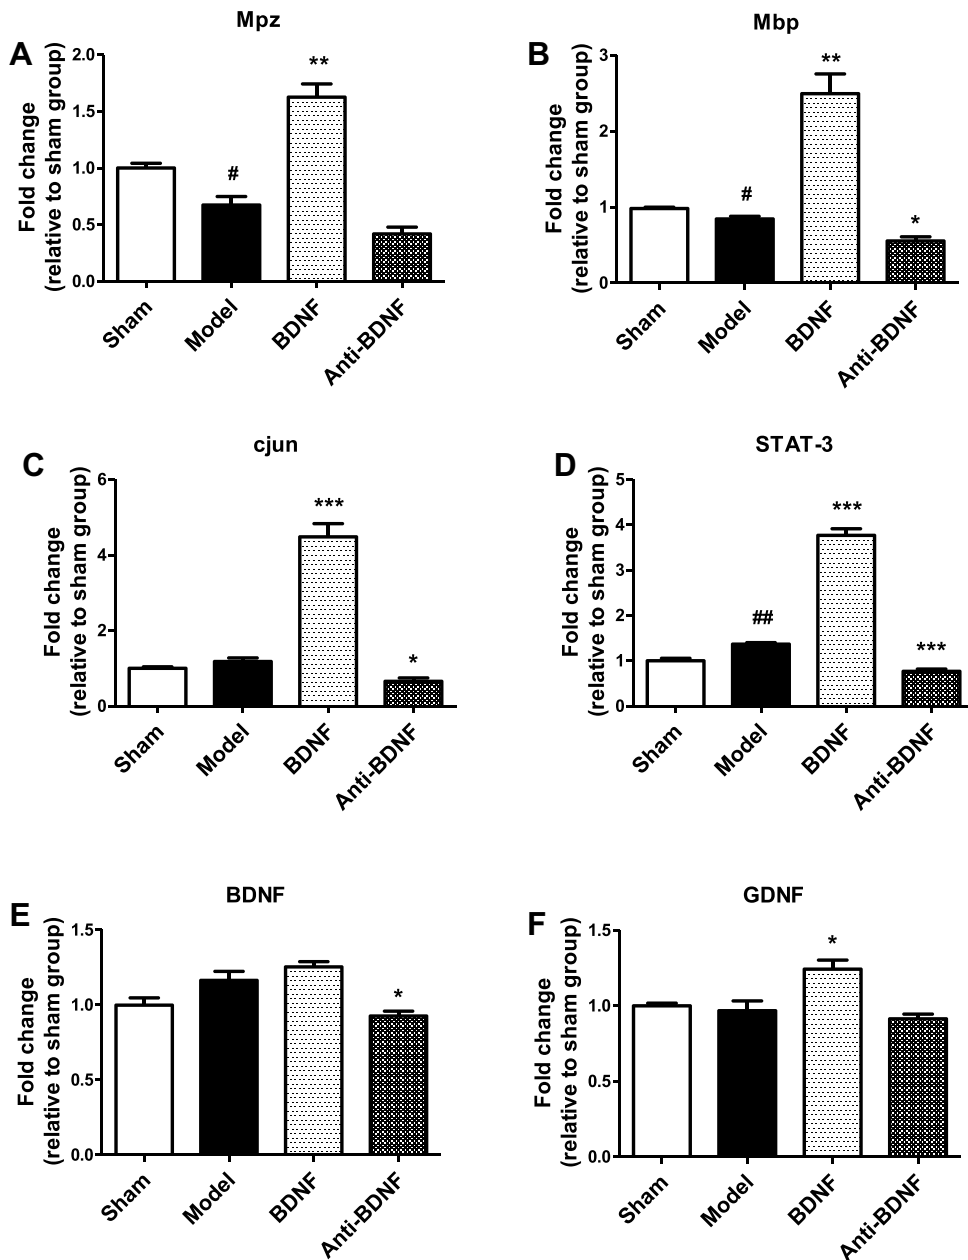 Mpz
A
Fold change
(relative to sham group)
2.0
1.5
1.0
0.5
0.0
#
**
Sham
Model
BDNF
Anti-BDNF
Mbp
B
Fold change
(relative to sham group)
3
2
1
0
#
**
*
Sham
Model
BDNF
Anti-BDNF
cjun
C
Fold change
(relative to sham group)
6
4
2
0
***
*
Sham
Model
BDNF
Anti-BDNF
STAT-3
D
Fold change
(relative to sham group)
5
4
3
2
1
0
##
***
***
Sham
Model
BDNF
Anti-BDNF
BDNF
E
Fold change
(relative to sham group)
1.5
1.0
0.5
0.0
*
Sham
Model
BDNF
Anti-BDNF
GDNF
F
Fold change
(relative to sham group)
1.5
1.0
0.5
0.0
*
Sham
Model
BDNF
Anti-BDNF